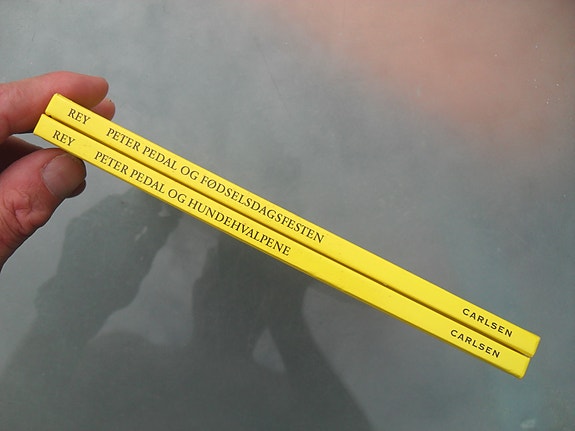 REY PETER PEDAL OG FØDSELSDAGSFESTEN CARLSEN
REY PETER PEDAL OG HUNDEHVALPENE CARLSEN